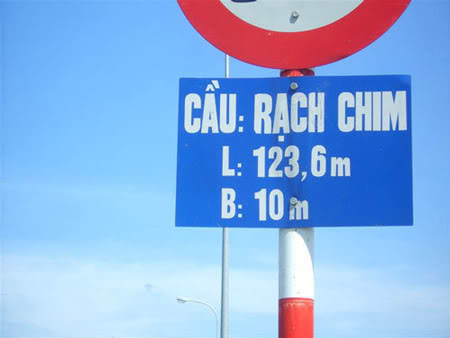 CẦU: RẠCH CHIM
L: 123,6m
B: 10m